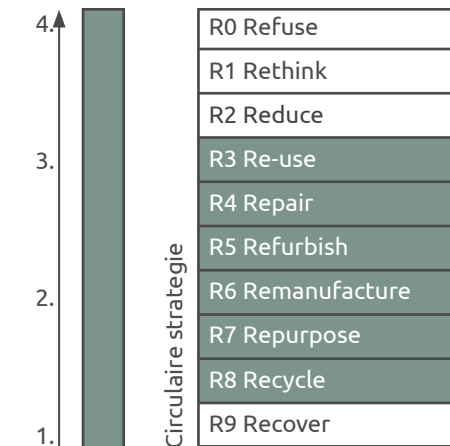 4.
3.
2.
1.
Circulaire strategie
R0 Refuse
R1 Rethink
R2 Reduce
R3 Re-use
R4 Repair
R5 Refurbish
R6 Remanufacture
R7 Repurpose
R8 Recycle
R9 Recover